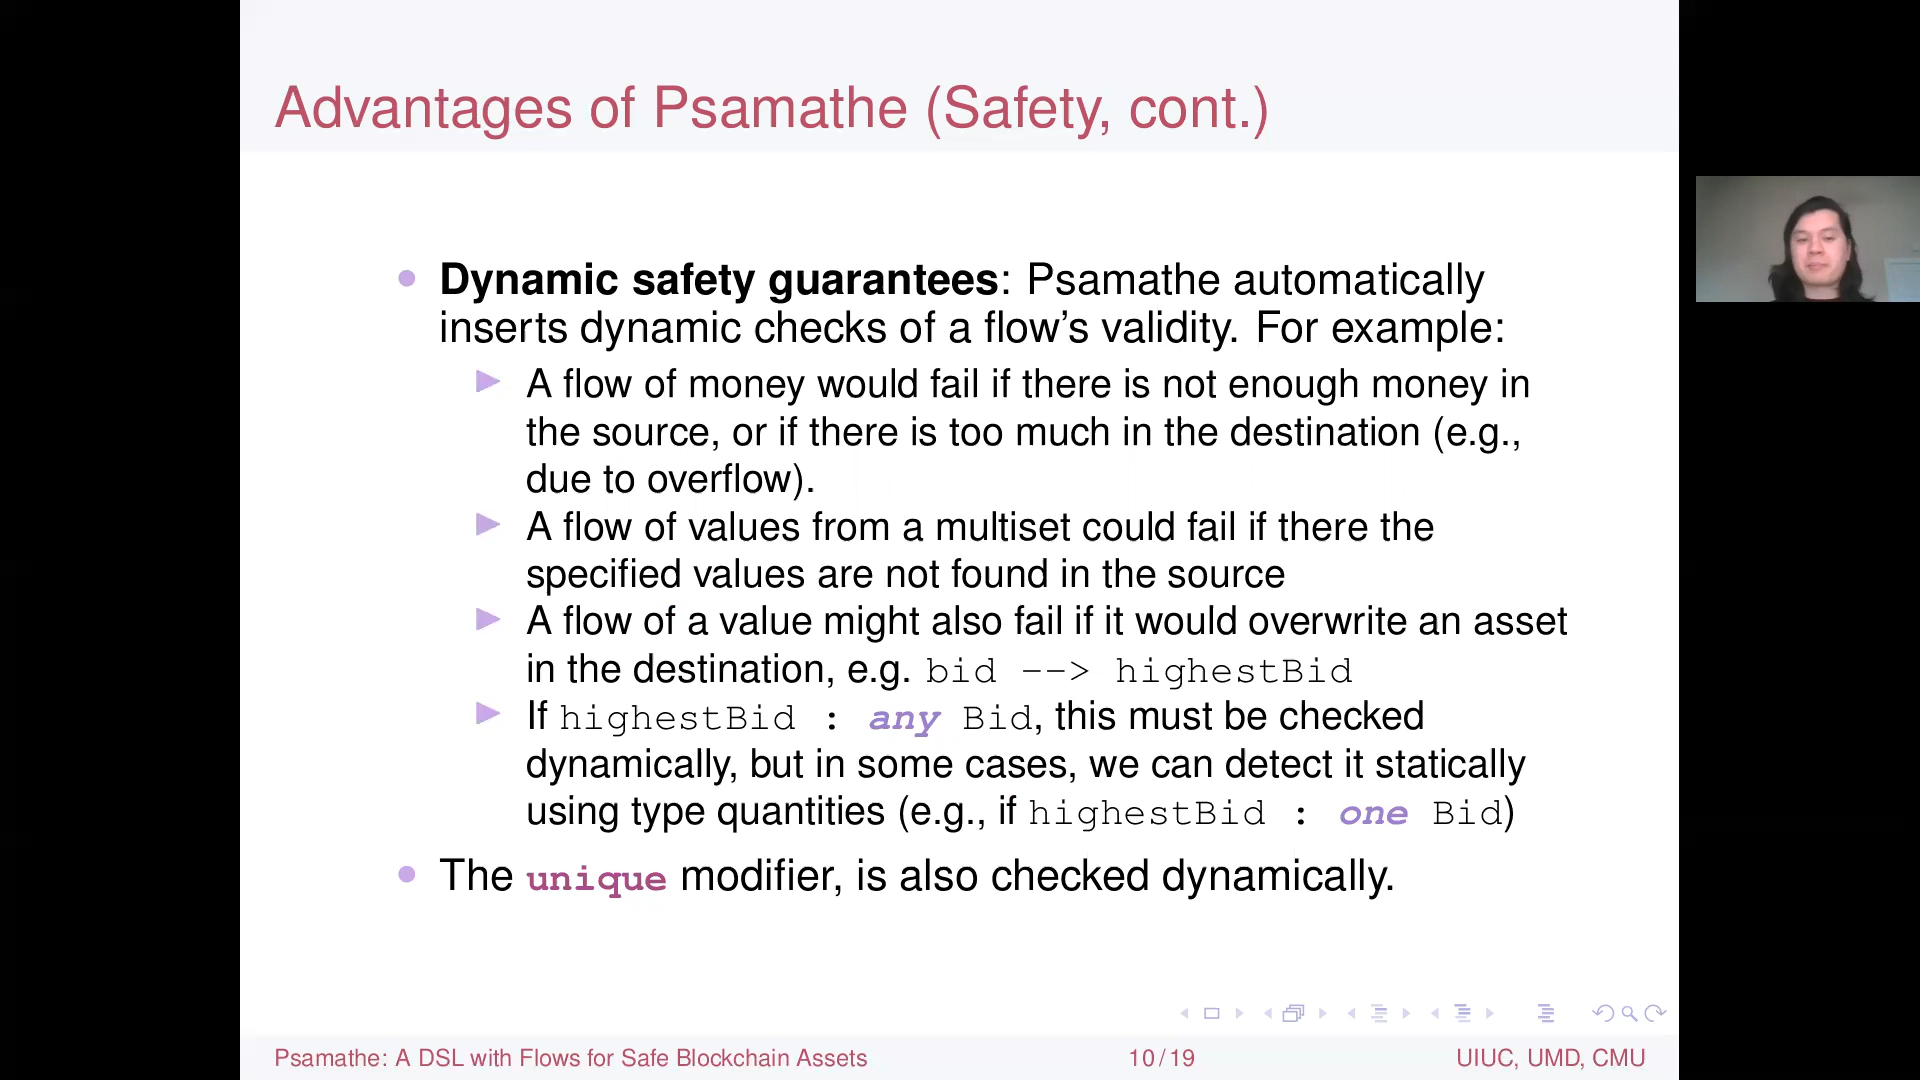 Advantages of Psamathe (Safety, cont.)
Dynamic safety guarantees: Psamathe automatically
inserts dynamic checks of a flow's validity. For example:
A flow of money would fail if there is not enough money in
the source, or if there is too much in the destination (e.g.,
due to overflow).
A flow of values from a multiset could fail if there the
specified values are not found in the source
A flow of a value might also fail if it would overwrite an asset
in the destination, e.g. bid --> highestBid
If highestBid : any Bid, this must be checked
dynamically, but in some cases, we can detect it statically
using type quantities (e.g., if highestBid : one Bid)
The unique modifier, is also checked dynamically.
Psamathe: A DSL with Flows for Safe Blockchain Assets
10/19
UIUC, UMD, CMU